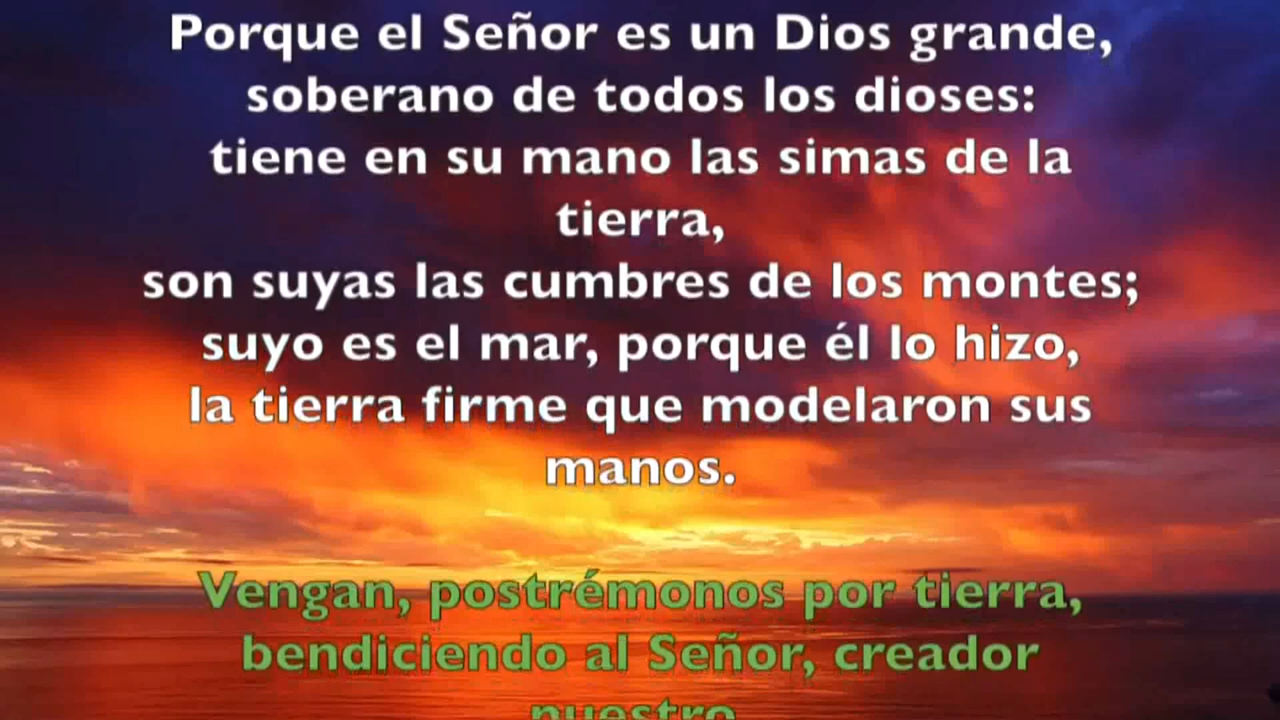 Porque el Señor es un Dios grande,
soberano de todos los dioses:
tiene en su mano las simas de la
tierra,
son suyas las cumbres de los montes;
suyo es el mar, porque él lo hizo,
la tierra firme que modelaron sus
manos.
Vengan, postrémonos por tierra,
bendiciendo al Señor, creador
nuestro